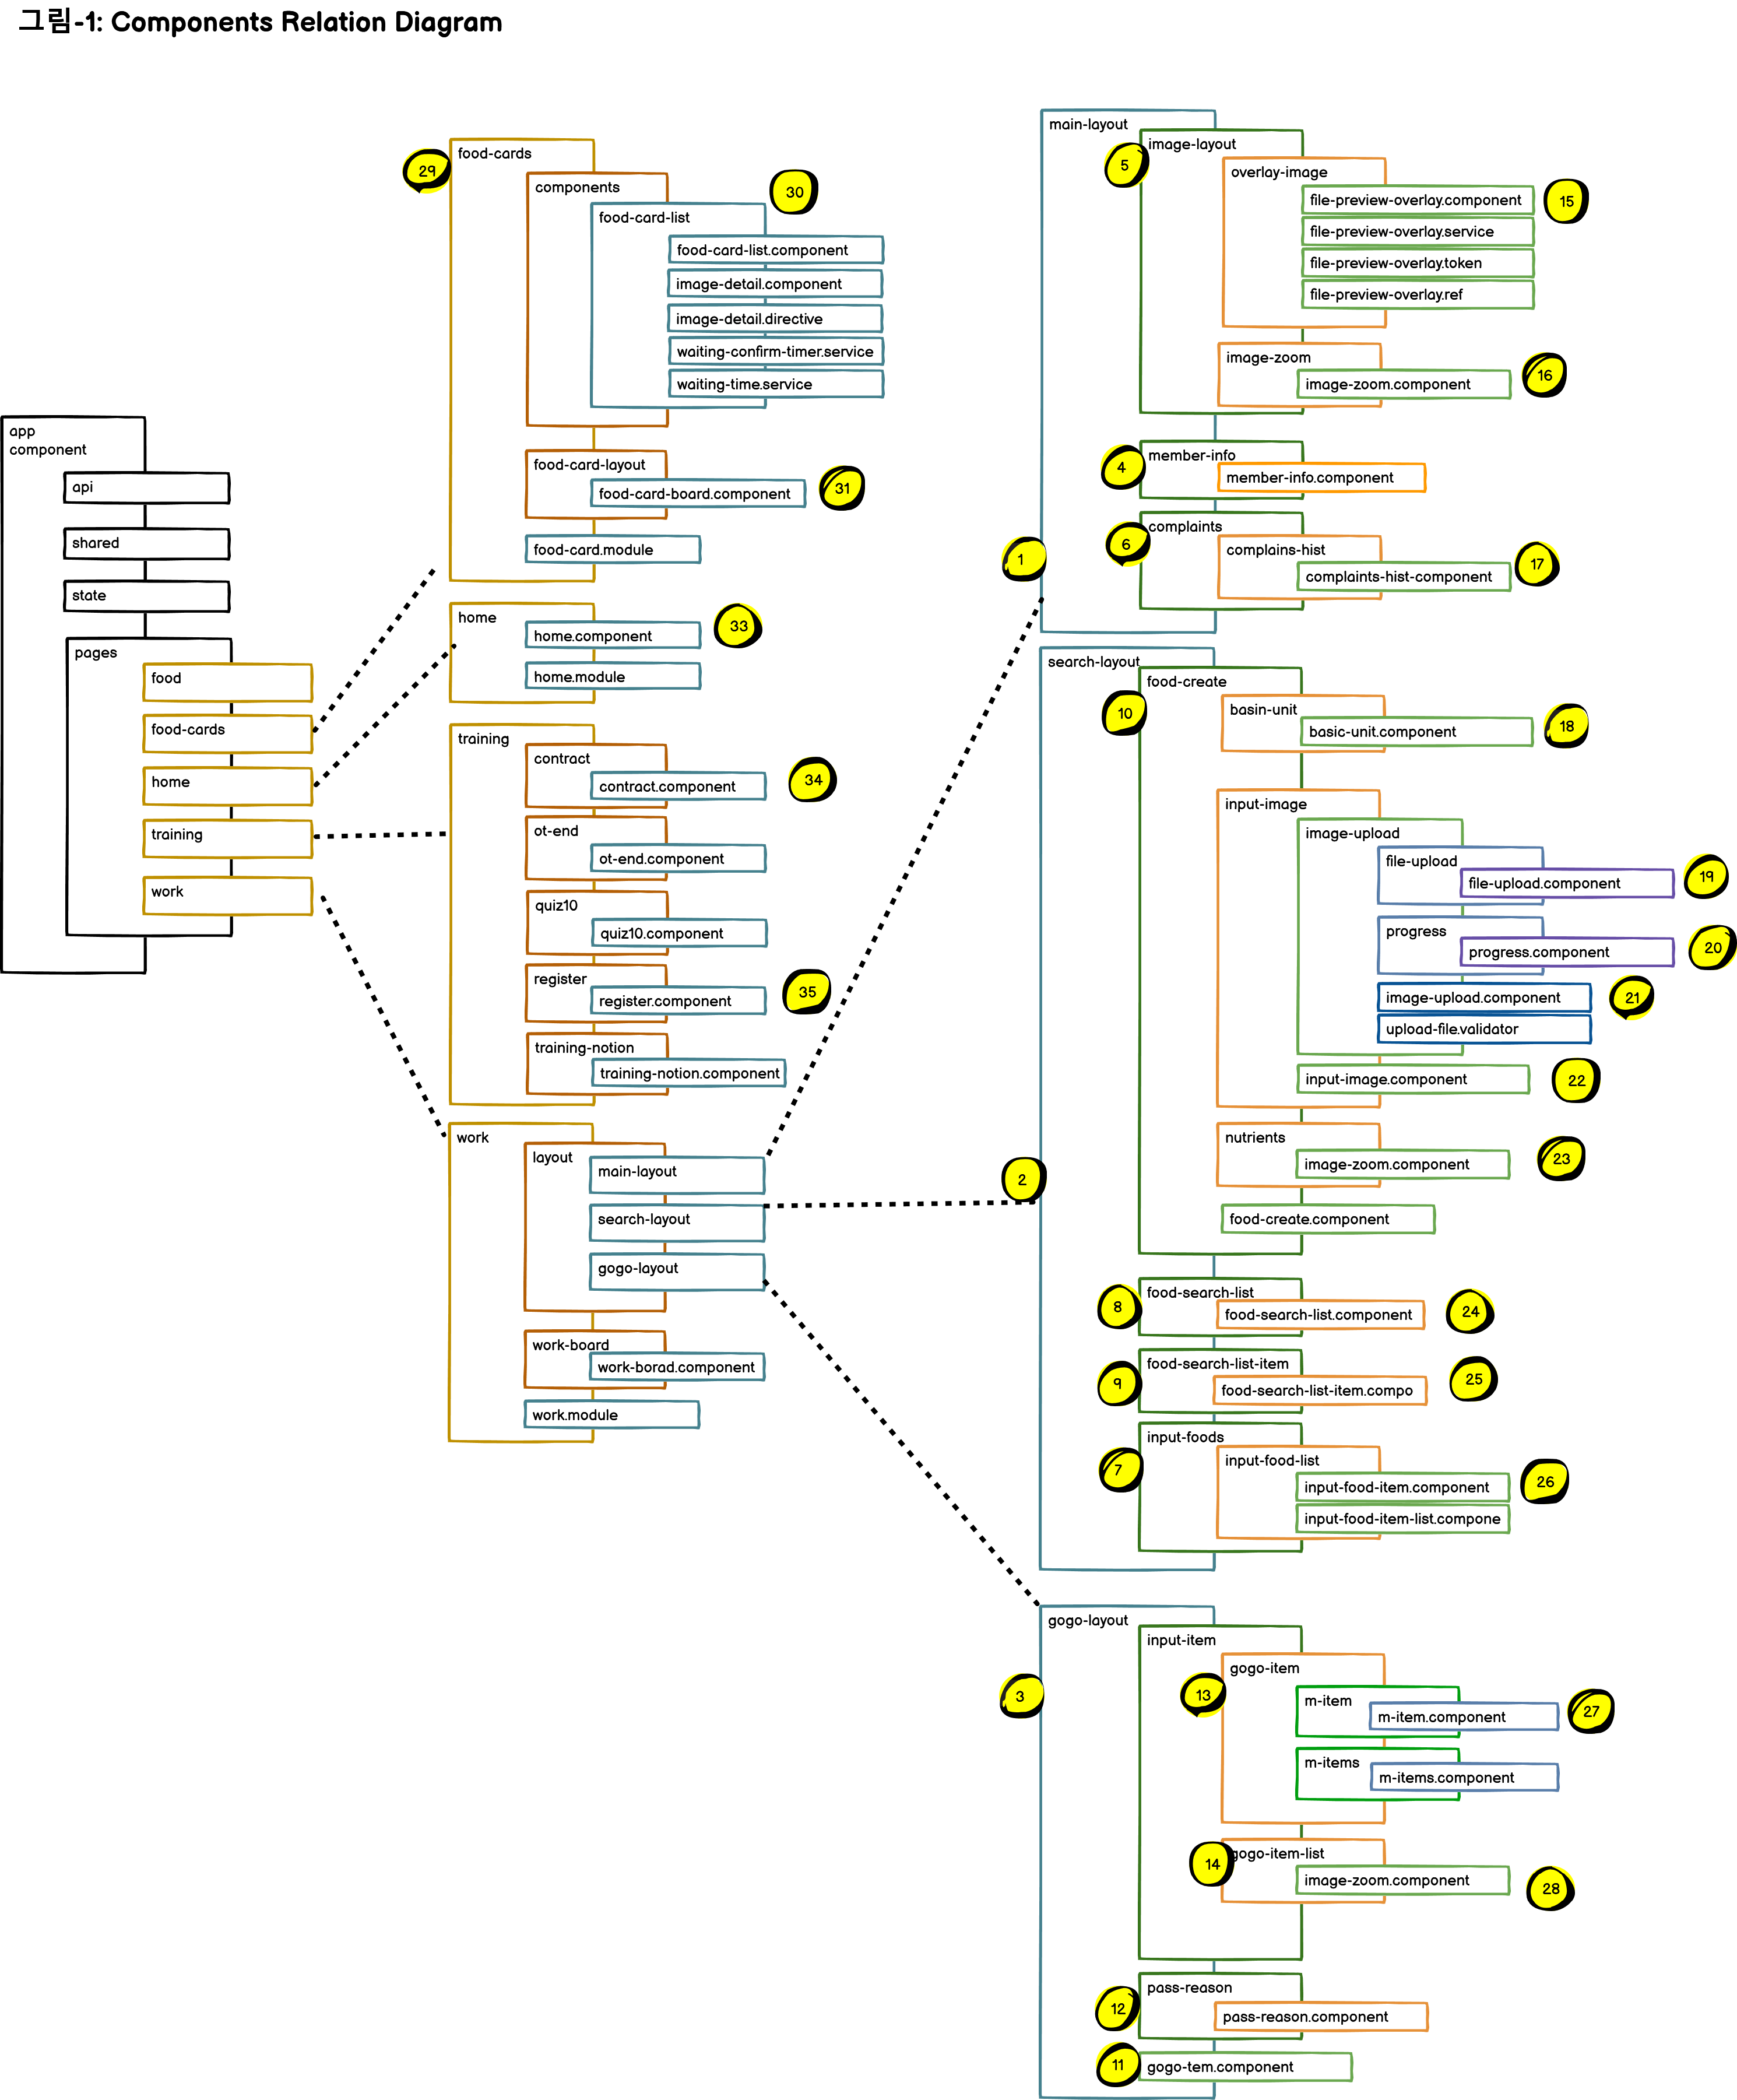 그림-1: Components Relation Diagram
app
component
api
shared
state
pages
food
food-cards
home
training
work
29
food-cards
components
30
food-card-list
food-card-list.component
image-detail.component
image-detail.directive
waiting-confirm-timer.service
waiting-time.service
food-card-layout
food-card-board.component
31
food-card.module
home
home.component
33
home.module
training
contract
contract.component
34
ot-end
ot-end.component
quiz10
quiz10.component
register
register.component
35
training-notion
training-notion.component
work
layout
main-layout
search-layout
gogo-layout
work-board
work-borad.component
work.module
1
main-layout
5
image-layout
overlay-image
file-preview-overlay.component
15
file-preview-overlay.service
file-preview-overlay.token
file-preview-overlay.ref
image-zoom
image-zoom.component
16
4
member-info
member-info.component
6
complaints
complains-hist
complaints-hist-component
17
2
search-layout
10
food-create
basin-unit
basic-unit.component
18
input-image
image-upload
file-upload
file-upload.component
19
progress
progress.component
20
image-upload.component
21
upload-file.validator
input-image.component
22
nutrients
image-zoom.component
23
food-create.component
8
food-search-list
food-search-list.component
24
9
food-search-list-item
food-search-list-item.compo
25
7
input-foods
input-food-list
input-food-item.component
26
input-food-item-list.compone
3
gogo-layout
input-item
13
gogo-item
m-item
m-item.component
27
m-items
m-items.component
14
gogo-item-list
image-zoom.component
28
12
pass-reason
pass-reason.component
11
gogo-tem.component